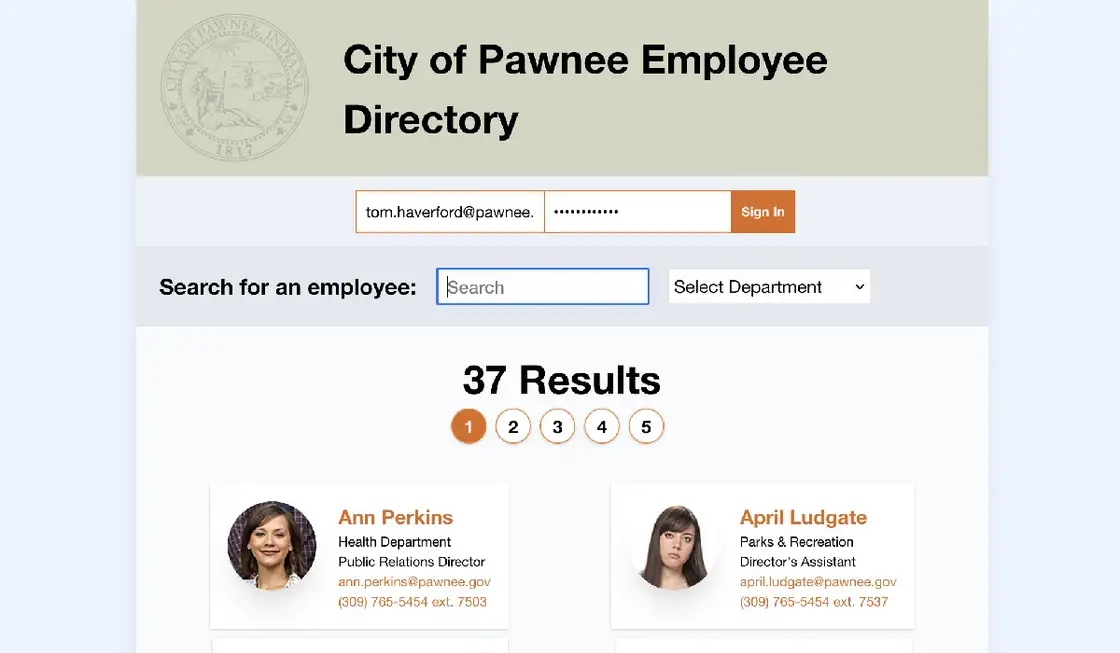 CITY OF PAWNEE, INDIANA
1817
City of Pawnee Employee
Directory
tom.haverford@pawnee.
••••••••••••
Sign In
Search for an employee:
Search
Select Department
37 Results
1 2 3 4 5
Ann Perkins
Health Department
Public Relations Director
ann.perkins@pawnee.gov
(309) 765-5454 ext. 7503
April Ludgate
Parks & Recreation
Director's Assistant
april.ludgate@pawnee.gov
(309) 765-5454 ext. 7537